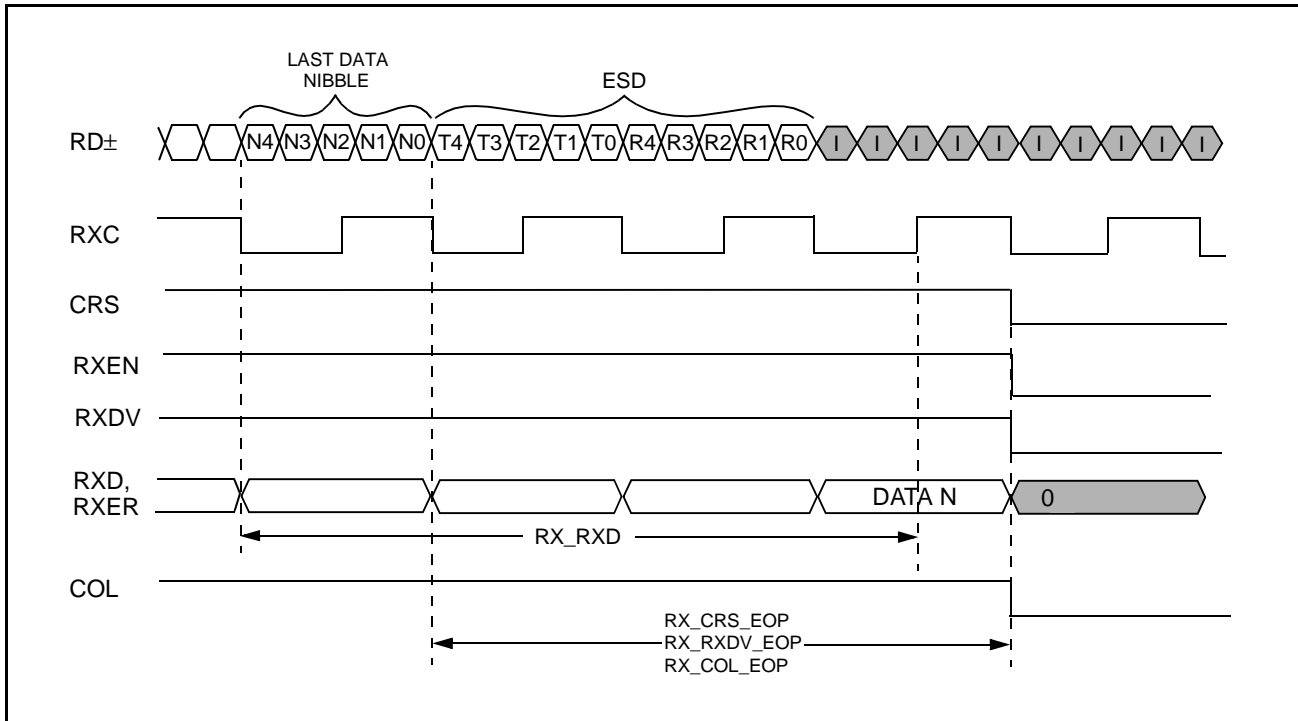 LAST DATA
NIBBLE
ESD
RD± N4 N3 N2 N1 N0 T4 T3 T2 T1 T0 R4 R3 R2 R1 R0 I I I I I I I I I I
RXC
CRS
RXEN
RXDV
RXD,
RXER
DATA N
0
RX_RXD
COL
RX_CRS_EOP
RX_RXDV_EOP
RX_COL_EOP